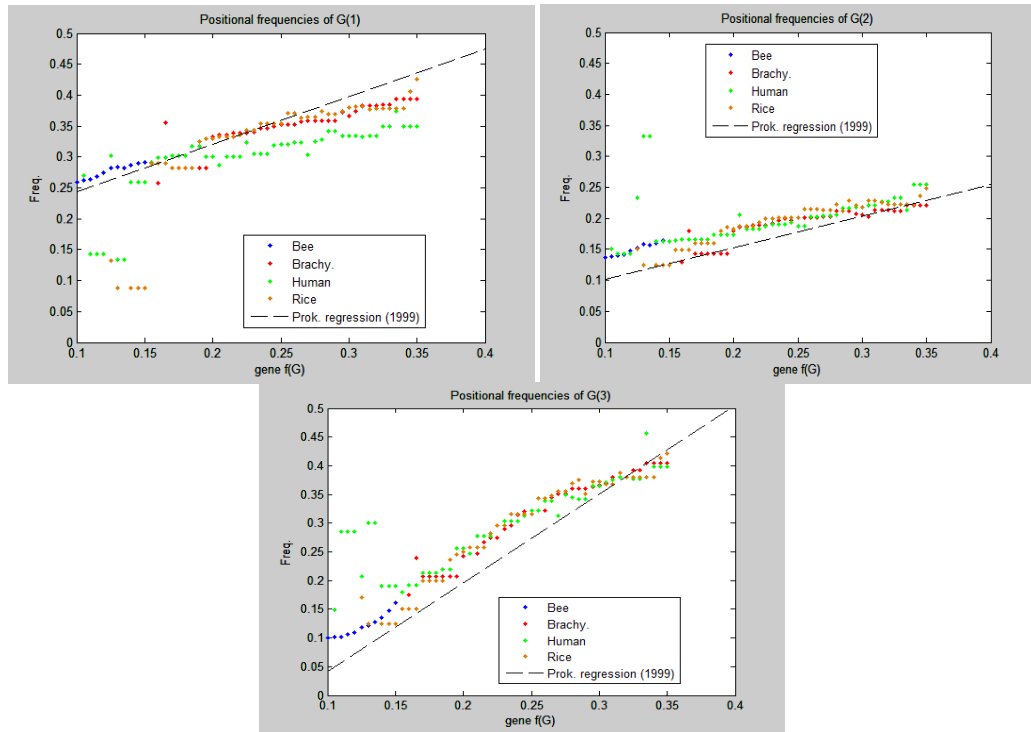 Positional frequencies of G(1)
0.5
0.45
0.4
0.35
0.3
0.25
0.2
0.15
0.1
0.05
0
Freq.
Bee
Brachy.
Human
Rice
Prok. regression (1999)
0.1 0.15 0.2 0.25 0.3 0.35 0.4
gene f(G)
Positional frequencies of G(2)
0.5
0.45
0.4
0.35
0.3
0.25
0.2
0.15
0.1
0.05
0
Freq.
Bee
Brachy.
Human
Rice
Prok. regression (1999)
0.1 0.15 0.2 0.25 0.3 0.35 0.4
gene f(G)
Positional frequencies of G(3)
0.5
0.45
0.4
0.35
0.3
0.25
0.2
0.15
0.1
0.05
0
Freq.
Bee
Brachy.
Human
Rice
Prok. regression (1999)
0.1 0.15 0.2 0.25 0.3 0.35 0.4
gene f(G)